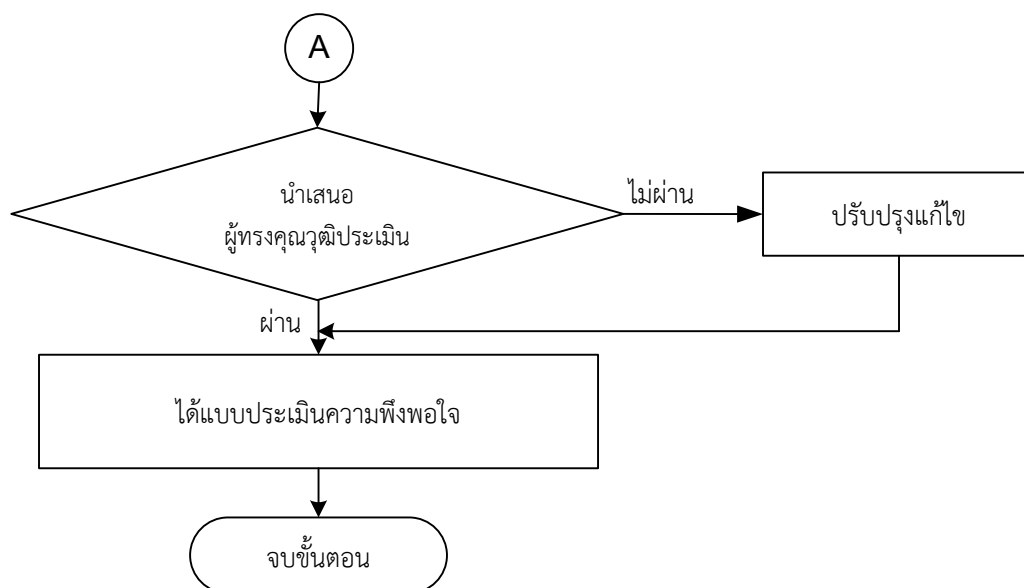 A
นำเสนอ
ผู้ทรงคุณวุฒิประเมิน
ไม่ผ่าน
ปรับปรุงแก้ไข
ผ่าน
ได้แบบประเมินความพึงพอใจ
จบขั้นตอน